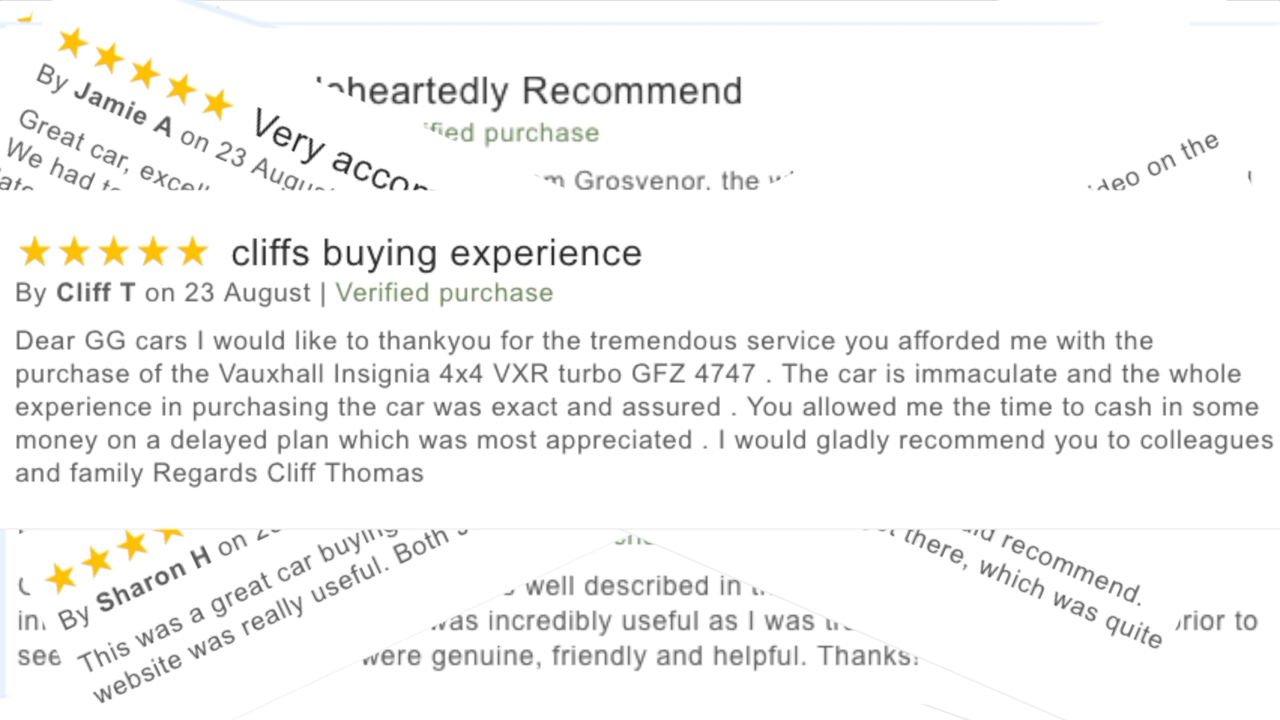 heartedly Recommend
purchase
By Jamie A on 23
Very
Great car,
We had
Grosvenor, the
on the
cliffs buying experience
By Cliff T on 23 August | Verified purchase
Dear GG cars I would like to thankyou for the tremendous service you afforded me with the
purchase of the Vauxhall Insignia 4x4 VXR turbo GFZ 4747 . The car is immaculate and the whole
experience in purchasing the car was exact and assured . You allowed me the time to cash in some
money on a delayed plan which was most appreciated . I would gladly recommend you to colleagues
and family Regards Cliff Thomas
By Sharon H on
This was a great car buying
website was really useful. Both
recommend.
there, which was quite
well described in
was incredibly useful as I was
to
were genuine, friendly and helpful. Thanks!